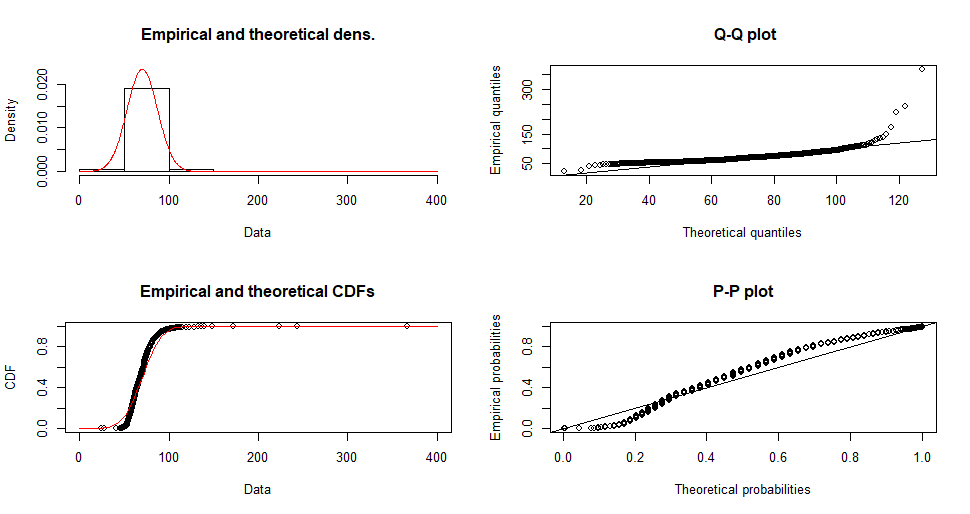 Empirical and theoretical dens.
Density
0.000 0.010 0.020
0 100 200 300 400
Data
Q-Q plot
Empirical quantiles
50 150 300
20 40 60 80 100 120
Theoretical quantiles
Empirical and theoretical CDFs
CDF
0.0 0.4 0.8
0 100 200 300 400
Data
P-P plot
Empirical probabilities
0.0 0.4 0.8
0.0 0.2 0.4 0.6 0.8 1.0
Theoretical probabilities